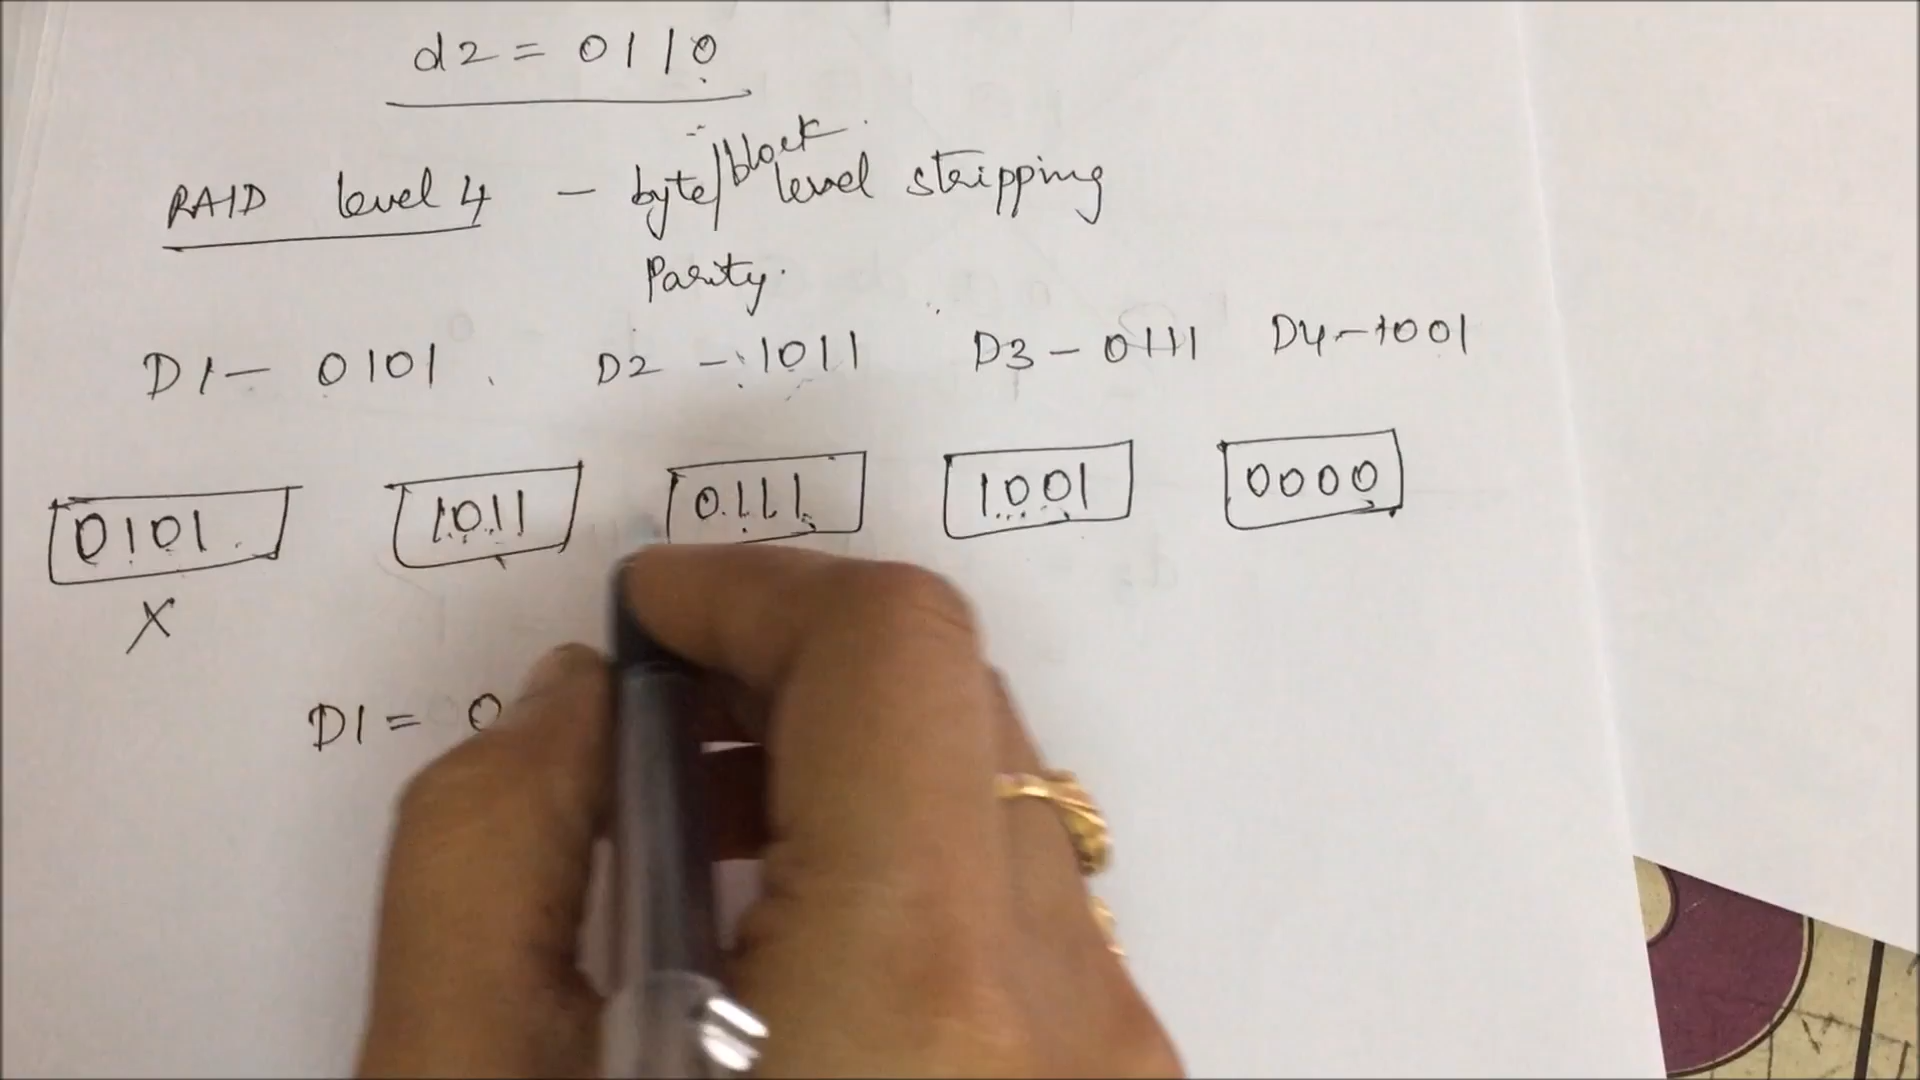 d2 = 0110
RAID level 4 - byte/block level stripping
Parity.
D1 - 0101 D2 - 1011 D3 - 0111 D4 - 1001
0101 1011 0111 1001 0000
X
D1 = 0